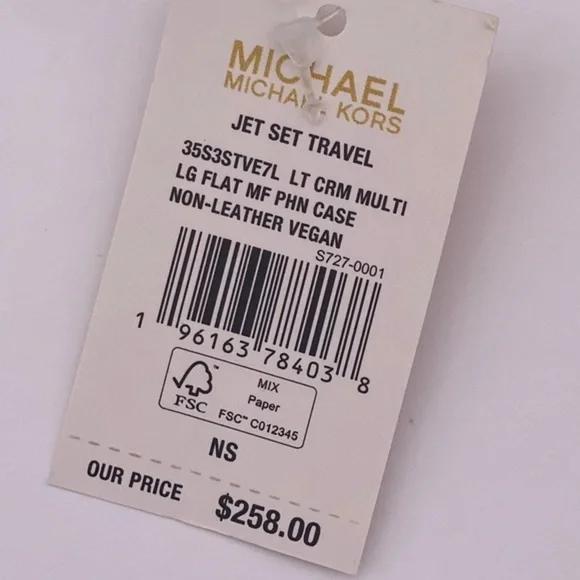 MICHAEL
MICHAEL KORS
JET SET TRAVEL
35S3STVE7L LT CRM MULTI
LG FLAT MF PHN CASE
NON-LEATHER VEGAN
S727-0001
1 96163 78403 8
FSC
MIX
Paper
FSC™ C012345
NS
OUR PRICE $258.00